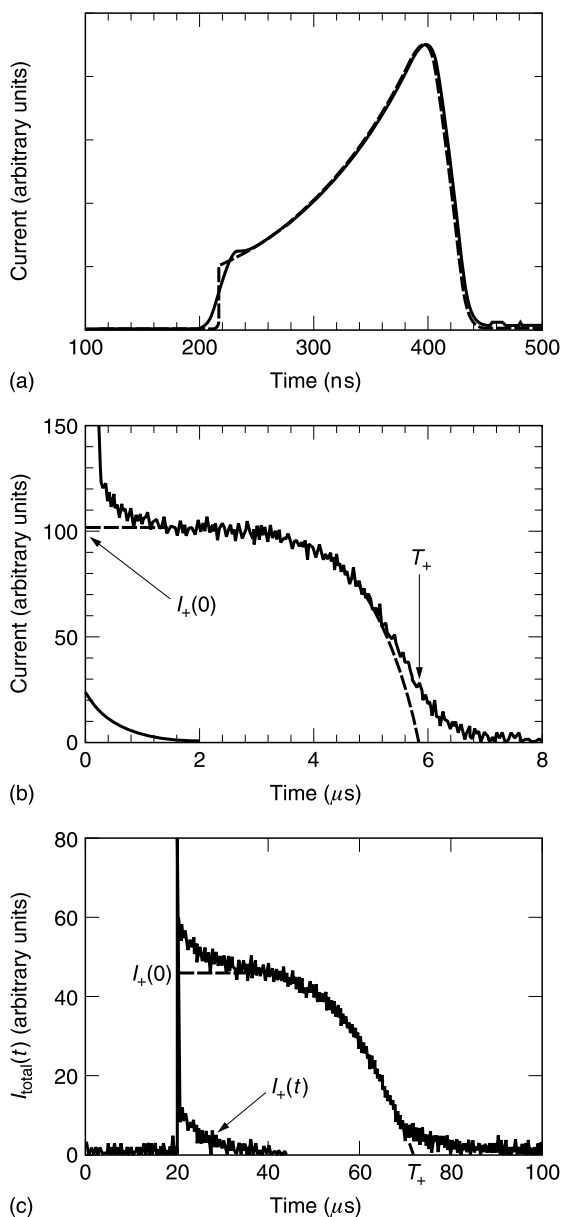 Current (arbitrary units)
100 200 300 400 500
Time (ns)
(a)
150
100
50
0
Current (arbitrary units)
I₊(0)
T₊
0 2 4 6 8
Time (μs)
(b)
80
60
40
20
0
I_total(t) (arbitrary units)
I₊(0)
I₊(t)
0 20 40 60 T₊ 80 100
Time (μs)
(c)